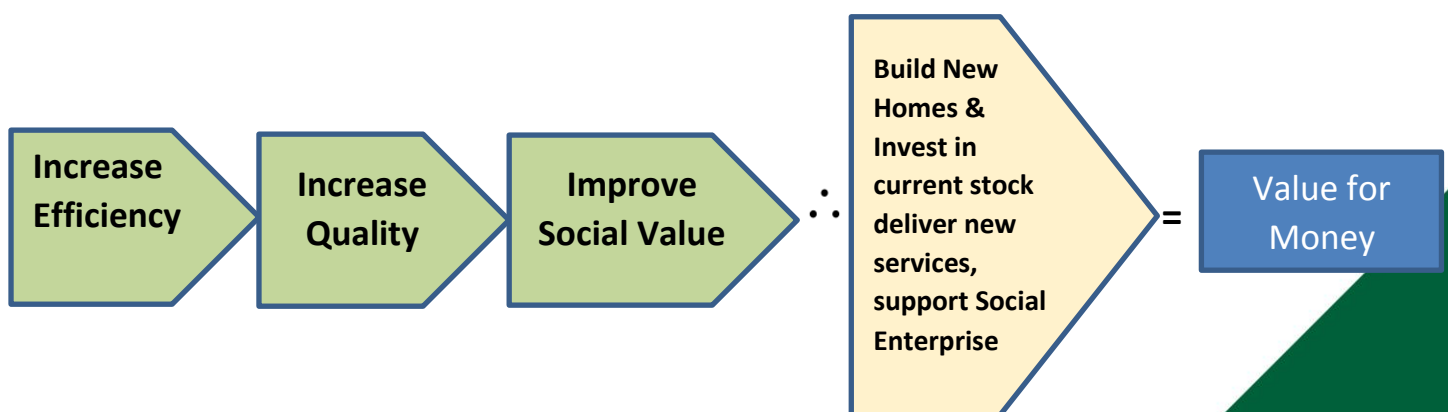 Increase
Efficiency
Increase
Quality
Improve
Social Value
∴
Build New
Homes &
Invest in
current stock
deliver new
services,
support Social
Enterprise
=
Value for
Money